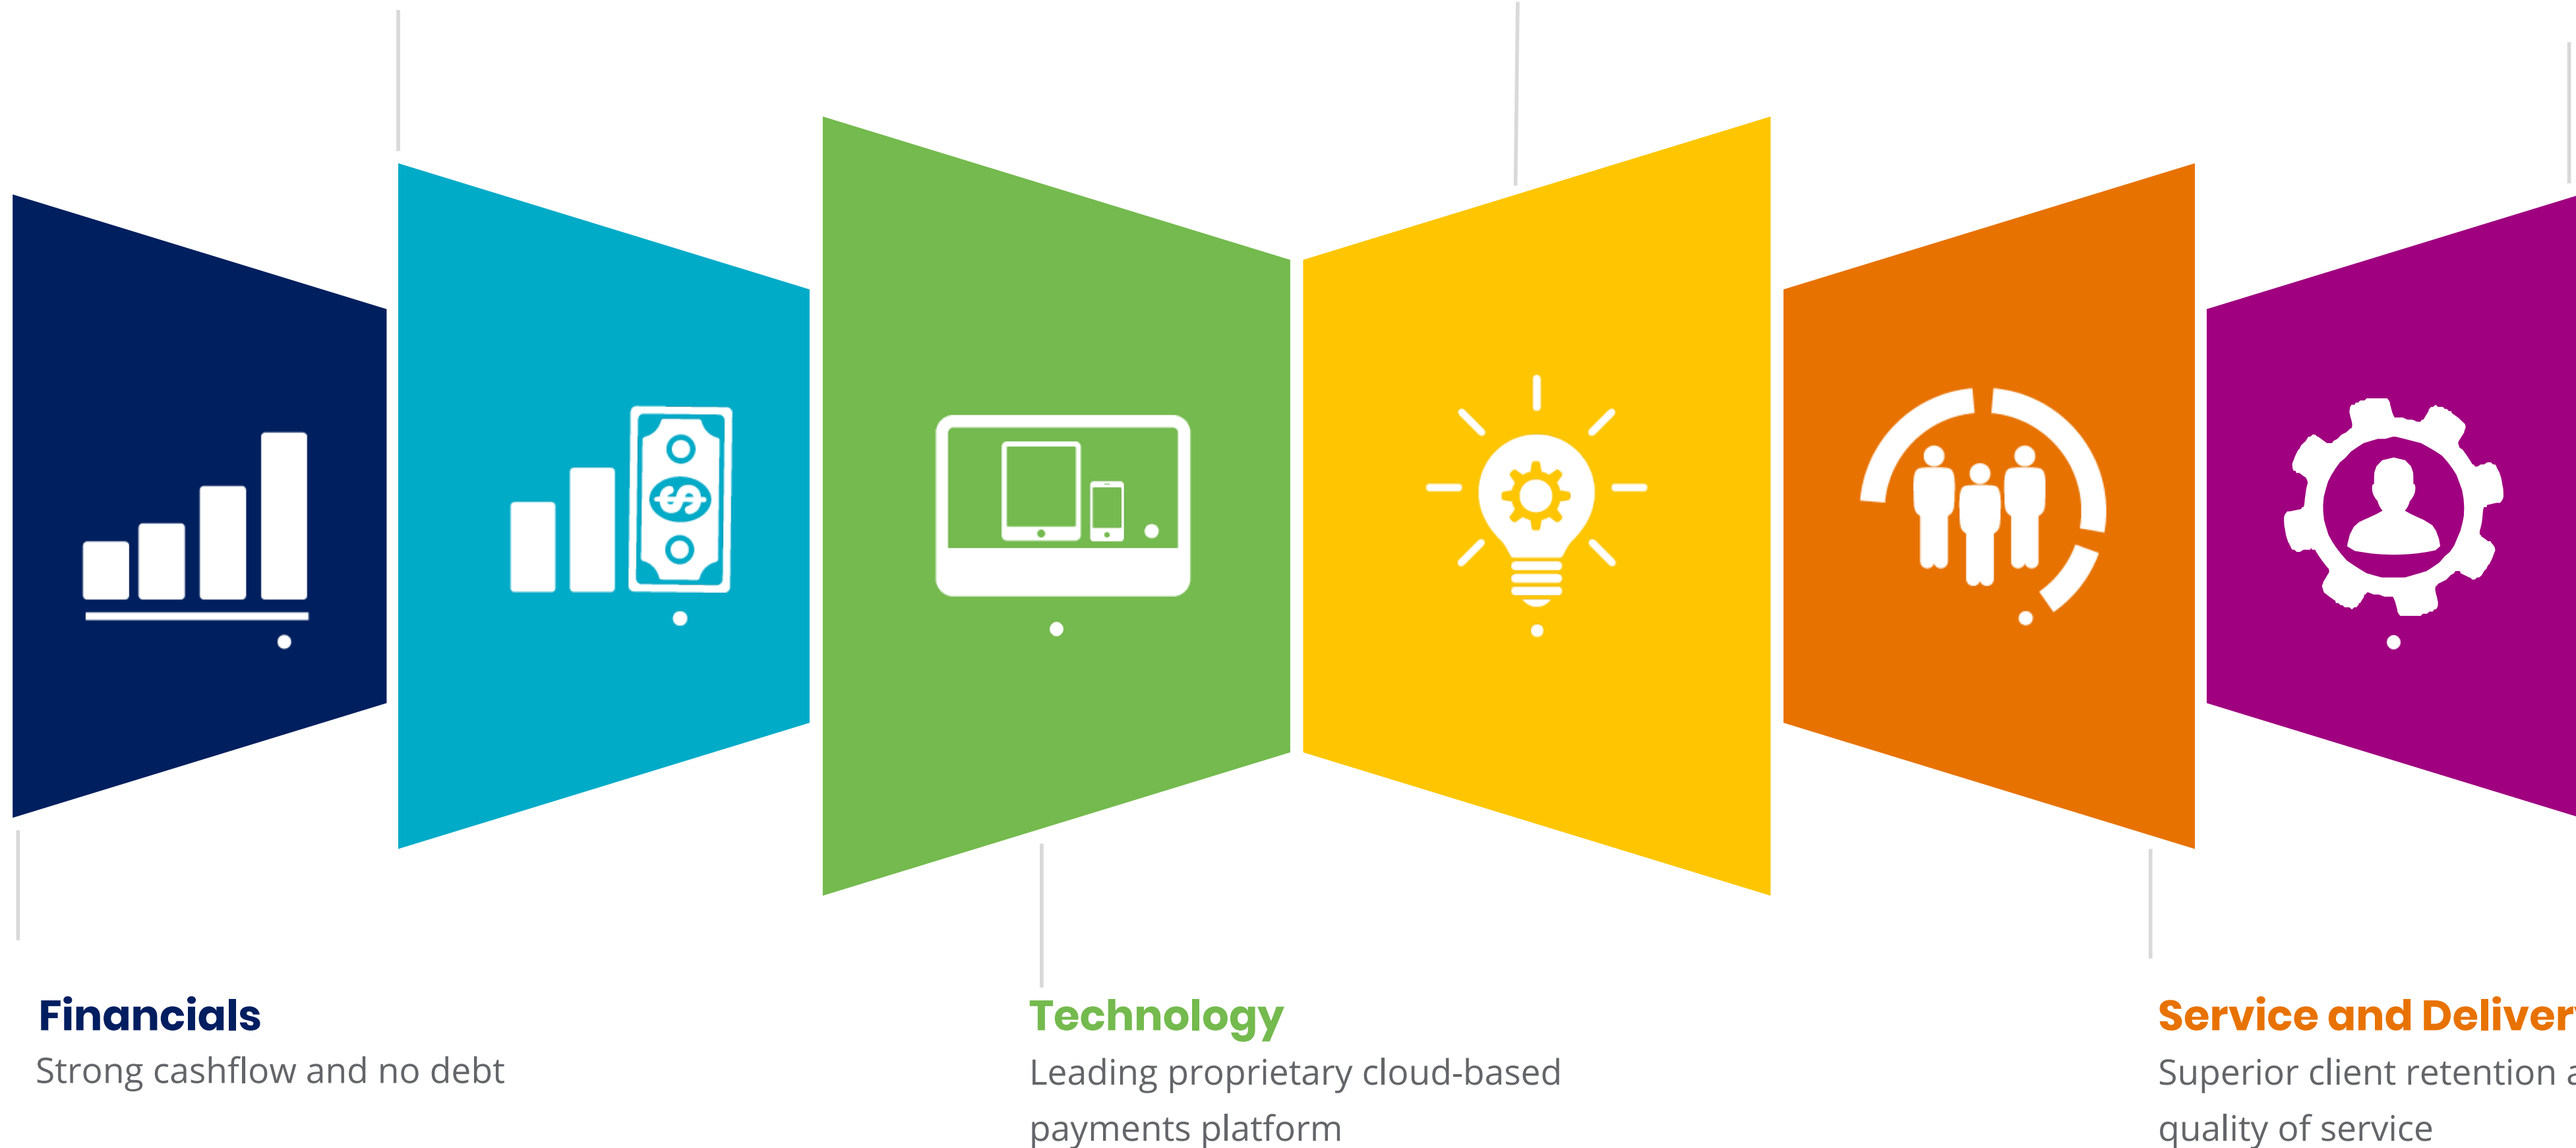 Financials
Strong cashflow and no debt
Technology
Leading proprietary cloud-based
payments platform
Service and Deliver
Superior client retention
quality of service